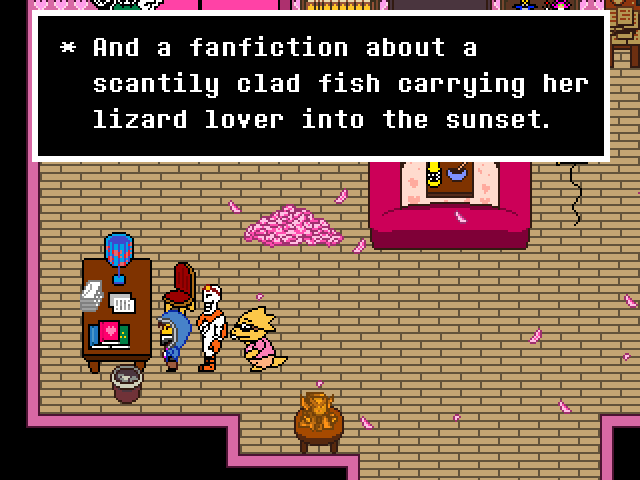 * And a fanfiction about a
scantily clad fish carrying her
lizard lover into the sunset.